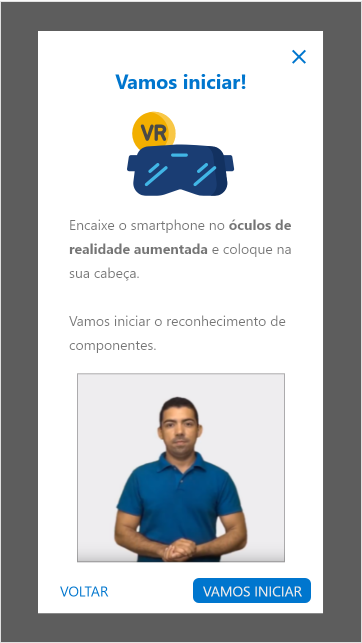 Vamos iniciar!
VR
Encaixe o smartphone no óculos de
realidade aumentada e coloque na
sua cabeça.
Vamos iniciar o reconhecimento de
componentes.
VOLTAR
VAMOS INICIAR